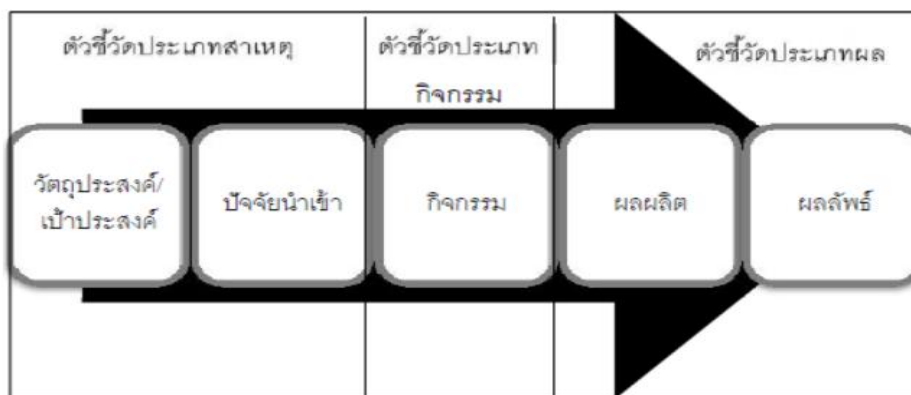 ตัวชี้วัดประเภทสาเหตุ
ตัวชี้วัดประเภท
กิจกรรม
ตัวชี้วัดประเภทผล
วัตถุประสงค์/
เป้าประสงค์
ปัจจัยนำเข้า
กิจกรรม
ผลผลิต
ผลลัพธ์